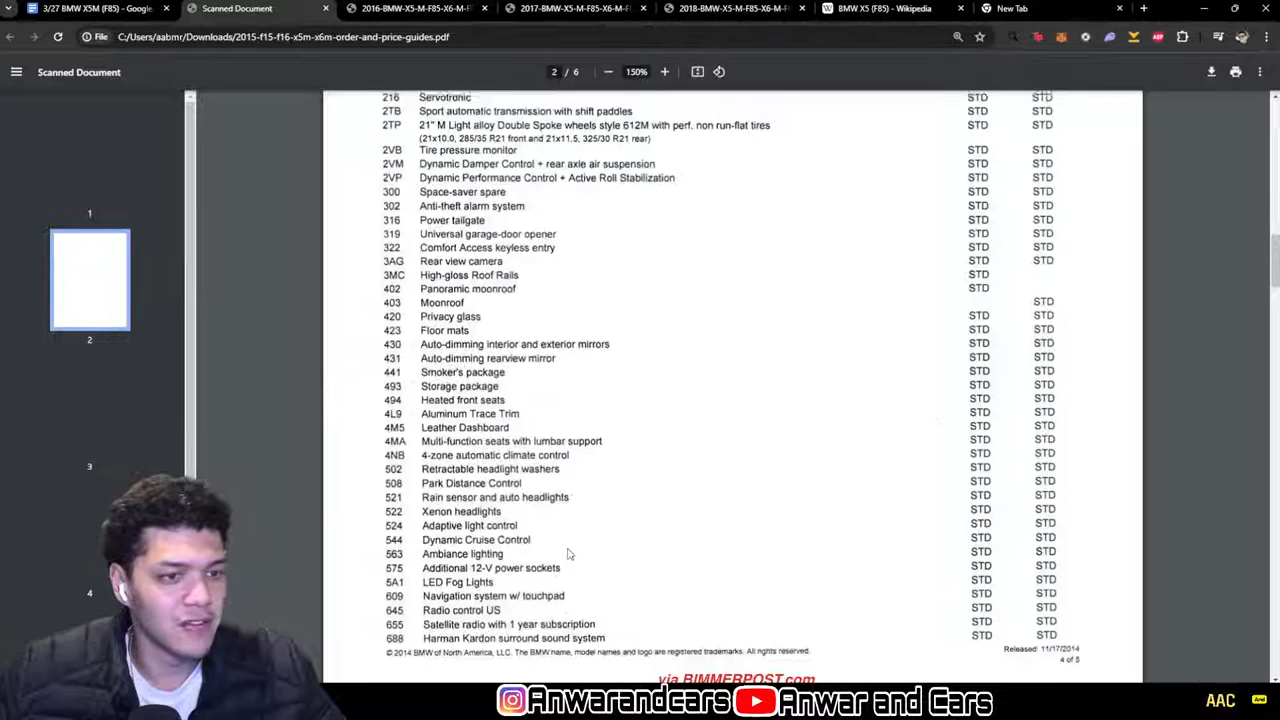 3/27 BMW X5M (F85) - Google
Scanned Document
2016-BMW-X5-M-F85-X6-M-F
2017-BMW-X5-M-F85-X6-M-F
2018-BMW-X5-M-F85-X6-M-F
BMW X5 (F85) - Wikipedia
New Tab
File C:/Users/aabmr/Downloads/2015-f15-f16-x5m-x6m-order-and-price-guides.pdf
Scanned Document
2 / 6
150%
1
2
3
4
216 Servotronic STD STD
2TB Sport automatic transmission with shift paddles STD STD
2TP 21" M Light alloy Double Spoke wheels style 612M with perf. non run-flat tires STD STD
(21x10.0, 285/35 R21 front and 21x11.5, 325/30 R21 rear)
2VB Tire pressure monitor STD STD
2VM Dynamic Damper Control + rear axle air suspension STD STD
2VP Dynamic Performance Control + Active Roll Stabilization STD STD
300 Space-saver spare STD STD
302 Anti-theft alarm system STD STD
316 Power tailgate STD STD
319 Universal garage-door opener STD STD
322 Comfort Access keyless entry STD STD
3AG Rear view camera STD STD
3MC High-gloss Roof Rails STD
402 Panoramic moonroof STD
403 Moonroof STD
420 Privacy glass STD STD
423 Floor mats STD STD
430 Auto-dimming interior and exterior mirrors STD STD
431 Auto-dimming rearview mirror STD STD
441 Smoker's package STD STD
493 Storage package STD STD
494 Heated front seats STD STD
4L9 Aluminum Trace Trim STD STD
4M5 Leather Dashboard STD STD
4MA Multi-function seats with lumbar support STD STD
4NB 4-zone automatic climate control STD STD
502 Retractable headlight washers STD STD
508 Park Distance Control STD STD
521 Rain sensor and auto headlights STD STD
522 Xenon headlights STD STD
524 Adaptive light control STD STD
544 Dynamic Cruise Control STD STD
563 Ambiance lighting STD STD
575 Additional 12-V power sockets STD STD
5A1 LED Fog Lights STD STD
609 Navigation system w/ touchpad STD STD
645 Radio control US STD STD
655 Satellite radio with 1 year subscription STD STD
688 Harman Kardon surround sound system STD STD
© 2014 BMW of North America, LLC. The BMW name, model names and logo are registered trademarks. All rights reserved. Released: 11/17/2014
4 of 5
via BIMMERPOST.com
@Anwarandcars Anwar and Cars
AAC